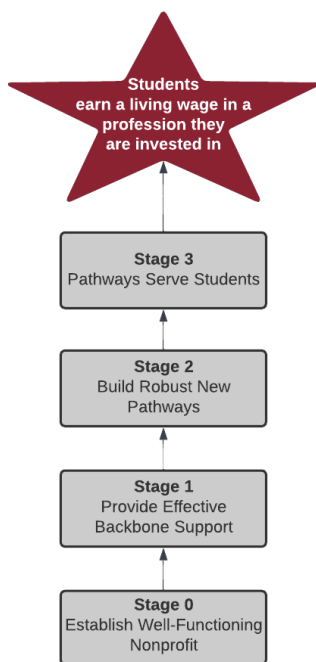 Students
earn a living wage in a
profession they
are invested in
Stage 3
Pathways Serve Students
Stage 2
Build Robust New
Pathways
Stage 1
Provide Effective
Backbone Support
Stage 0
Establish Well-Functioning
Nonprofit